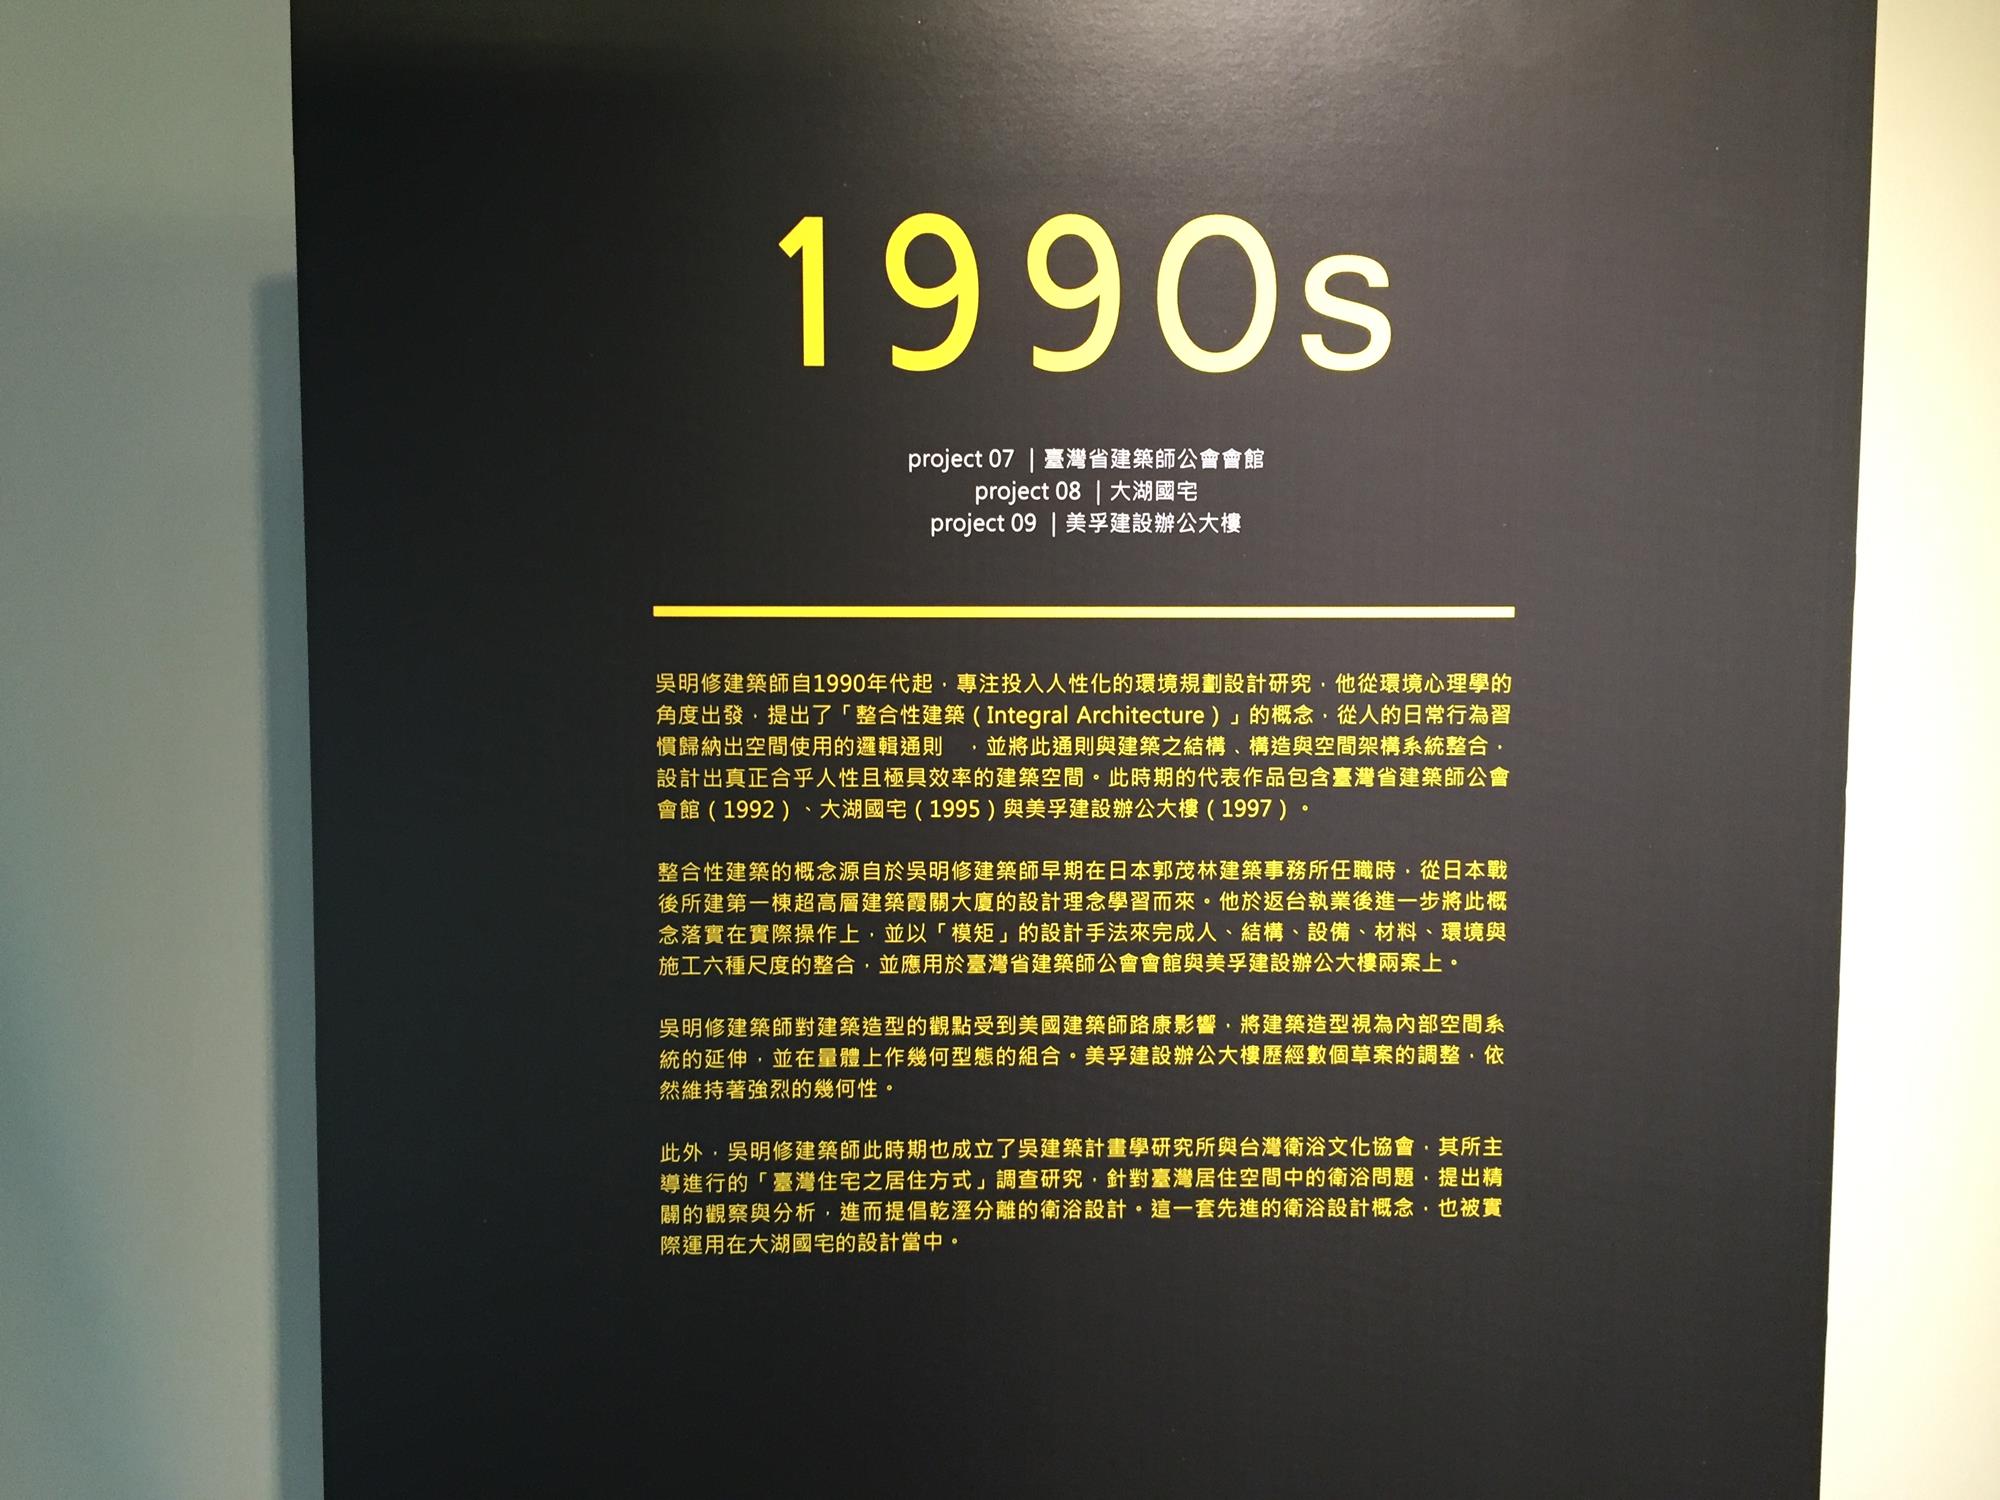 1990s
project 07 ｜臺灣省建築師公會會館
project 08 ｜大湖國宅
project 09 ｜美孚建設辦公大樓
吳明修建築師自1990年代起，專注投入人性化的環境規劃設計研究，他從環境心理學的
角度出發，提出了「整合性建築（Integral Architecture）」的概念，從人的日常行為習
慣歸納出空間使用的邏輯通則　，並將此通則與建築之結構、構造與空間架構系統整合，
設計出真正合乎人性且極具效率的建築空間。此時期的代表作品包含臺灣省建築師公會
會館（1992）、大湖國宅（1995）與美孚建設辦公大樓（1997）。
整合性建築的概念源自於吳明修建築師早期在日本郭茂林建築事務所任職時，從日本戰
後所建第一棟超高層建築霞關大廈的設計理念學習而來。他於返台執業後進一步將此概
念落實在實際操作上，並以「模矩」的設計手法來完成人、結構、設備、材料、環境與
施工六種尺度的整合，並應用於臺灣省建築師公會會館與美孚建設辦公大樓兩案上。
吳明修建築師對建築造型的觀點受到美國建築師路康影響，將建築造型視為內部空間系
統的延伸，並在量體上作幾何型態的組合。美孚建設辦公大樓歷經數個草案的調整，依
然維持著強烈的幾何性。
此外，吳明修建築師此時期也成立了吳建築計畫學研究所與台灣衛浴文化協會，其所主
導進行的「臺灣住宅之居住方式」調查研究，針對臺灣居住空間中的衛浴問題，提出精
闢的觀察與分析，進而提倡乾溼分離的衛浴設計。這一套先進的衛浴設計概念，也被實
際運用在大湖國宅的設計當中。